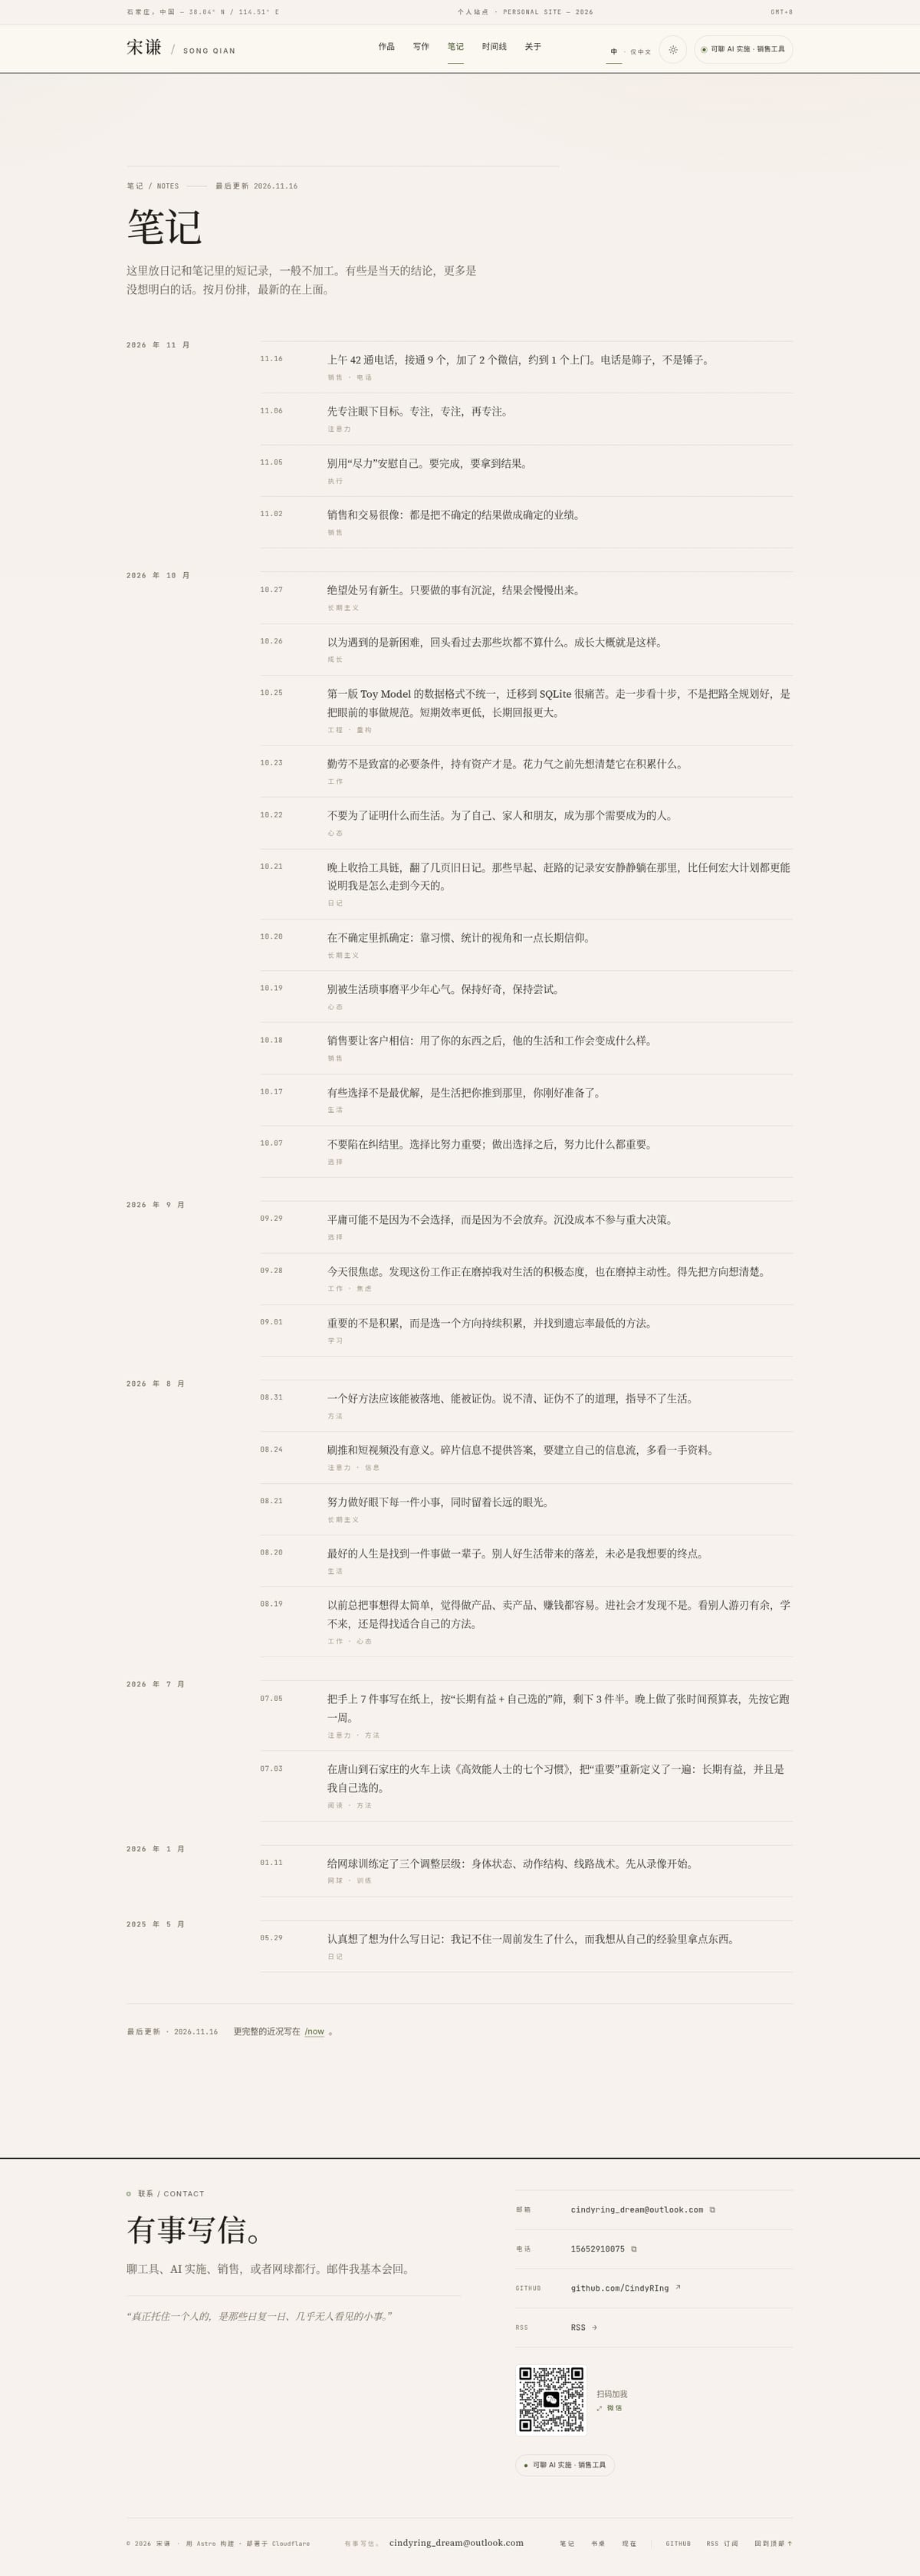 石家庄，中国 — 38.04° N / 114.51° E
个人站点 · PERSONAL SITE — 2026
GMT+8
宋谦 / SONG QIAN
作品 写作 笔记 时间线 关于
中 · 仅中文
可聊 AI 实施 · 销售工具
笔记 / NOTES —— 最后更新 2026.11.16
笔记
这里放日记和笔记里的短记录，一般不加工。有些是当天的结论，更多是
没想明白的话。按月份排，最新的在上面。
2026 年 11 月
11.16 上午 42 通电话，接通 9 个，加了 2 个微信，约到 1 个上门。电话是筛子，不是锤子。
销售 · 电话
11.06 先专注眼下目标。专注，专注，再专注。
注意力
11.05 别用“尽力”安慰自己。要完成，要拿到结果。
执行
11.02 销售和交易很像：都是把不确定的结果做成确定的业绩。
销售
2026 年 10 月
10.27 绝望处另有新生。只要做的事有沉淀，结果会慢慢出来。
长期主义
10.26 以为遇到的是新困难，回头看过去那些坎都不算什么。成长大概就是这样。
成长
10.25 第一版 Toy Model 的数据格式不统一，迁移到 SQLite 很痛苦。走一步看十步，不是把路全规划好，是
把眼前的事做规范。短期效率更低，长期回报更大。
工程 · 重构
10.23 勤劳不是致富的必要条件，持有资产才是。花力气之前先想清楚它在积累什么。
工作
10.22 不要为了证明什么而生活。为了自己、家人和朋友，成为那个需要成为的人。
心态
10.21 晚上收拾工具链，翻了几页旧日记。那些早起、赶路的记录安安静静躺在那里，比任何宏大计划都更能
说明我是怎么走到今天的。
日记
10.20 在不确定里抓确定：靠习惯、统计的视角和一点长期信仰。
长期主义
10.19 别被生活琐事磨平少年心气。保持好奇，保持尝试。
心态
10.18 销售要让客户相信：用了你的东西之后，他的生活和工作会变成什么样。
销售
10.17 有些选择不是最优解，是生活把你推到那里，你刚好准备了。
生活
10.07 不要陷在纠结里。选择比努力重要；做出选择之后，努力比什么都重要。
选择
2026 年 9 月
09.29 平庸可能不是因为不会选择，而是因为不会放弃。沉没成本不参与重大决策。
选择
09.28 今天很焦虑。发现这份工作正在磨掉我对生活的积极态度，也在磨掉主动性。得先把方向想清楚。
工作 · 焦虑
09.01 重要的不是积累，而是选一个方向持续积累，并找到遗忘率最低的方法。
学习
2026 年 8 月
08.31 一个好方法应该能被落地、能被证伪。说不清，证伪不了的道理，指导不了生活。
方法
08.24 刷推和短视频没有意义。碎片信息不提供答案，要建立自己的信息流，多看一手资料。
注意力 · 信息
08.21 努力做好眼下每一件小事，同时留着长远的眼光。
长期主义
08.20 最好的人生是找到一件事做一辈子。别人好生活带来的落差，未必是我想要的终点。
生活
08.19 以前总把事想得太简单，觉得做产品、卖产品、赚钱都容易。进社会才发现不是。看别人游刃有余，学
不来，还是得找适合自己的方法。
工作 · 心态
2026 年 7 月
07.05 把手上 7 件事写在纸上，按“长期有益 + 自己选的”筛，剩下 3 件半。晚上做了张时间预算表，先按它跑
一周。
注意力 · 方法
07.03 在唐山到石家庄的火车上读《高效能人士的七个习惯》，把“重要”重新定义了一遍：长期有益，并且是
我自己选的。
阅读 · 方法
2026 年 1 月
01.11 给网球训练定了三个调整层级：身体状态、动作结构、线路战术。先从录像开始。
网球 · 训练
2025 年 5 月
05.29 认真想了想为什么写日记：我记不住一周前发生了什么，而我想从自己的经验里拿点东西。
日记
最后更新 · 2026.11.16 更完整的近况写在 /now 。
联系 / CONTACT
有事写信。
聊工具、AI 实施、销售，或者网球都行。邮件我基本会回。
“真正托住一个人的，是那些日复一日、几乎无人看见的小事。”
邮箱 cindyring_dream@outlook.com
电话 15652910075
GITHUB github.com/CindyRIng ↗
RSS RSS →
扫码加我
⤢ 微信
可聊 AI 实施 · 销售工具
© 2026 宋谦 · 用 Astro 构建 · 部署于 Cloudflare
有事写信。 cindyring_dream@outlook.com
笔记 书桌 现在 GITHUB RSS 订阅 回到顶部 ↑